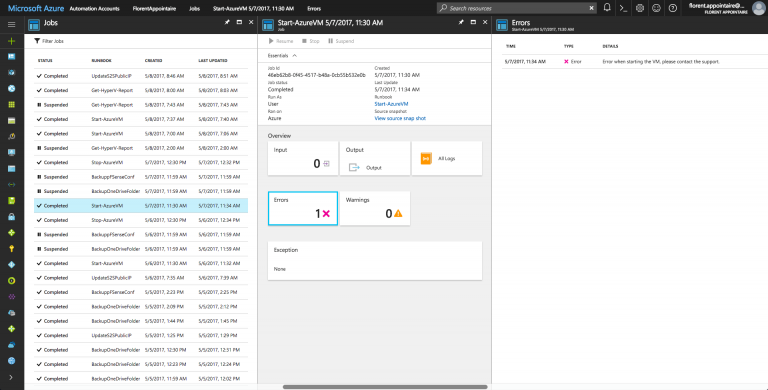 Microsoft Azure Automation Accounts FlorentAppointaire Jobs Start-AzureVM 5/7/2017, 11:30 AM Errors
Search resources
florent.appointaire@...
FLORENT APPOINTAIRE
Jobs
Filter Jobs
STATUS RUNBOOK CREATED LAST UPDATED
Completed UpdateS2SPublicIP 5/8/2017, 8:46 AM 5/8/2017, 8:51 AM
Completed Get-HyperV-Report 5/8/2017, 8:00 AM 5/8/2017, 8:03 AM
Suspended Get-HyperV-Report 5/8/2017, 7:43 AM 5/8/2017, 7:45 AM
Completed Start-AzureVM 5/8/2017, 7:37 AM 5/8/2017, 7:40 AM
Completed Start-AzureVM 5/8/2017, 7:00 AM 5/8/2017, 7:06 AM
Suspended Get-HyperV-Report 5/8/2017, 2:00 AM 5/8/2017, 2:00 AM
Completed Stop-AzureVM 5/7/2017, 12:30 PM 5/7/2017, 12:32 PM
Suspended BackuppFSenseConf 5/7/2017, 11:59 AM 5/7/2017, 11:59 AM
Suspended BackupOneDriveFolder 5/7/2017, 11:59 AM 5/7/2017, 11:59 AM
Completed Start-AzureVM 5/7/2017, 11:30 AM 5/7/2017, 11:34 AM
Completed Stop-AzureVM 5/6/2017, 12:30 PM 5/6/2017, 12:34 PM
Suspended BackuppFSenseConf 5/6/2017, 11:59 AM 5/6/2017, 11:59 AM
Suspended BackupOneDriveFolder 5/6/2017, 11:59 AM 5/6/2017, 11:59 AM
Completed Start-AzureVM 5/6/2017, 11:30 AM 5/6/2017, 11:32 AM
Completed UpdateS2SPublicIP 5/6/2017, 7:35 AM 5/6/2017, 7:39 AM
Completed BackuppFSenseConf 5/5/2017, 2:23 PM 5/5/2017, 2:25 PM
Completed BackupOneDriveFolder 5/5/2017, 2:09 PM 5/5/2017, 2:12 PM
Completed BackupOneDriveFolder 5/5/2017, 1:44 PM 5/5/2017, 1:45 PM
Completed UpdateS2SPublicIP 5/5/2017, 1:25 PM 5/5/2017, 1:29 PM
Completed BackupOneDriveFolder 5/5/2017, 12:30 PM 5/5/2017, 12:31 PM
Completed BackupOneDriveFolder 5/5/2017, 12:23 PM 5/5/2017, 12:24 PM
Completed BackupOneDriveFolder 5/5/2017, 11:59 AM 5/5/2017, 12:02 PM
Start-AzureVM 5/7/2017, 11:30 AM
Job
Resume Stop Suspend
Essentials
Job Id
Job status
Completed
Run As
User
Ran on
Azure
Created
5/7/2017, 11:30 AM
Last Update
5/7/2017, 11:34 AM
Runbook
Start-AzureVM
Source snapshot
View source snap shot
Overview
Input
0
Output
Output
All Logs
Errors
1
Warnings
0
Exception
None
Errors
Start-AzureVM 5/7/2017, 11:30 AM
TIME TYPE DETAILS
5/7/2017, 11:34 AM Error Error when starting the VM, please contact the support.